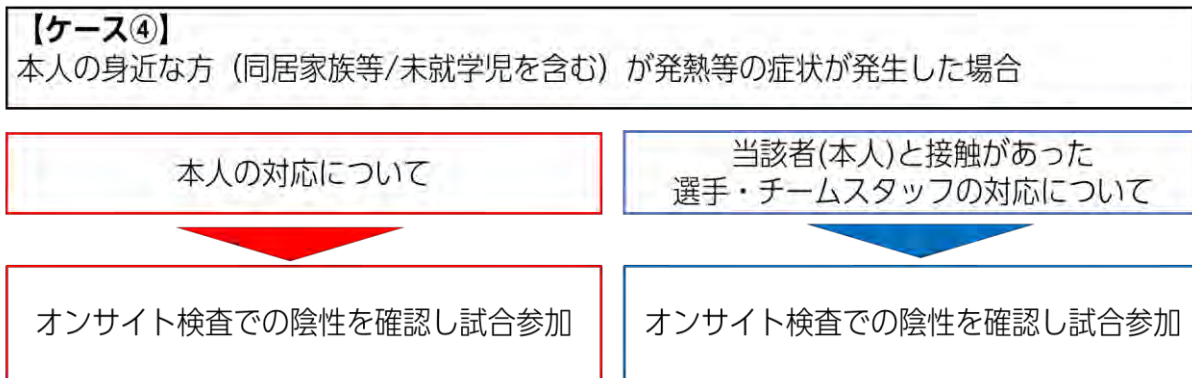 【ケース④】
本人の身近な方（同居家族等/未就学児を含む）が発熱等の症状が発生した場合
本人の対応について
当該者(本人)と接触があった
選手・チームスタッフの対応について
オンサイト検査での陰性を確認し試合参加
オンサイト検査での陰性を確認し試合参加